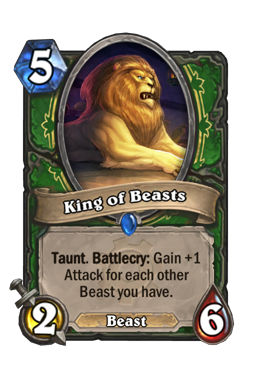 5
King of Beasts
Taunt. Battlecry: Gain +1
Attack for each other
Beast you have.
2
Beast
6